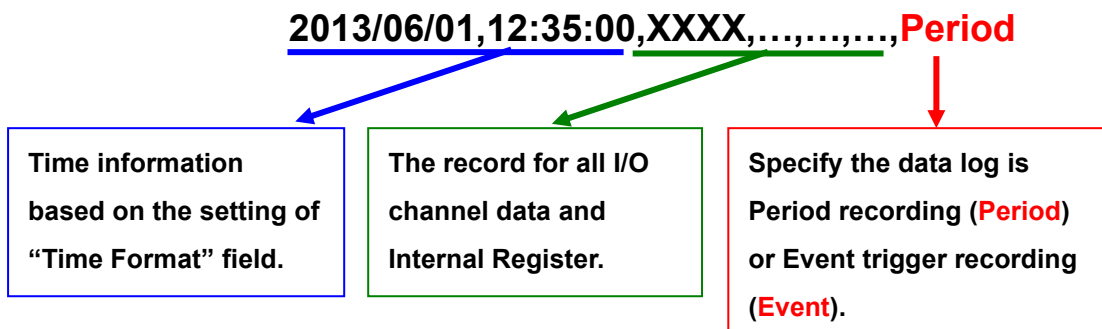 2013/06/01,12:35:00,XXXX,…,…,…,Period
Time information
based on the setting of
“Time Format” field.
The record for all I/O
channel data and
Internal Register.
Specify the data log is
Period recording (Period)
or Event trigger recording
(Event).